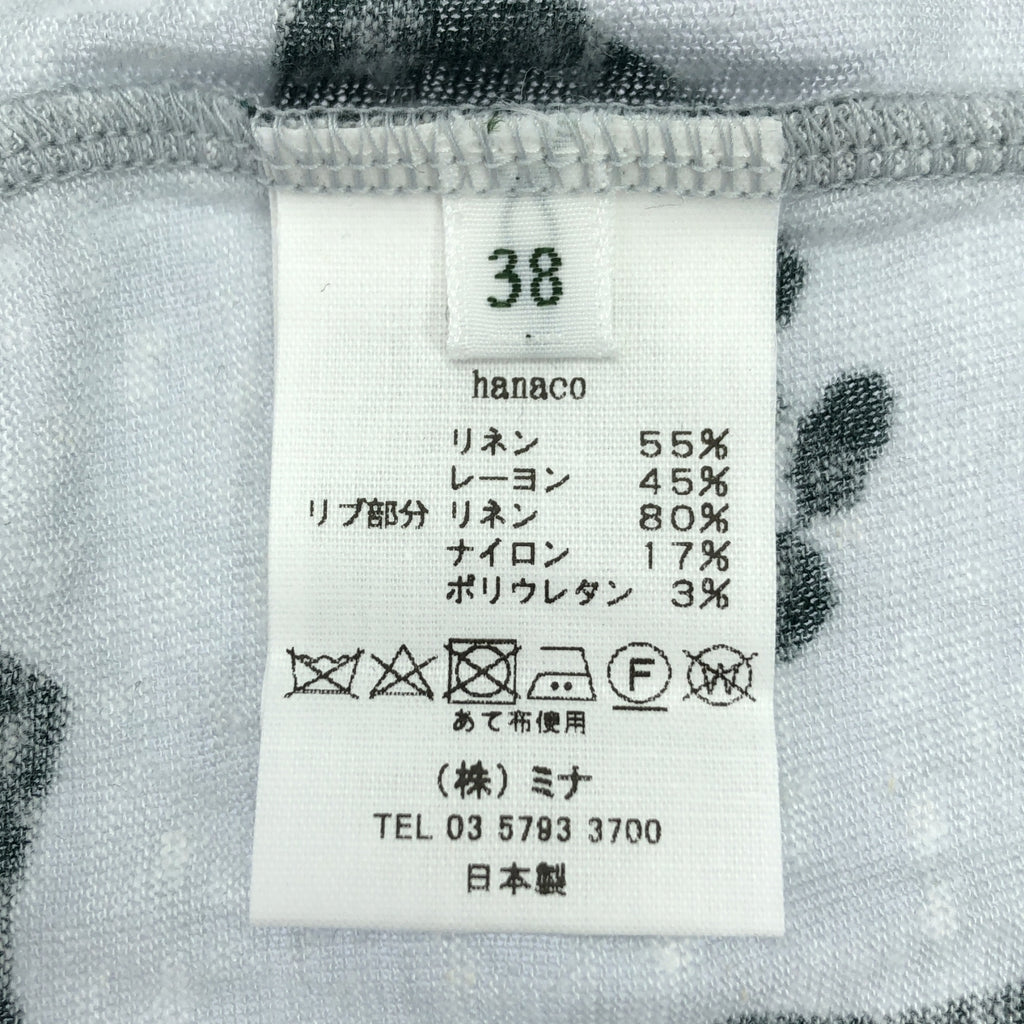 38
hanaco
リネン 55%
レーヨン 45%
リブ部分 リネン 80%
ナイロン 17%
ポリウレタン 3%
F W
あて布使用
(株)ミナ
TEL 03 5793 3700
日本製